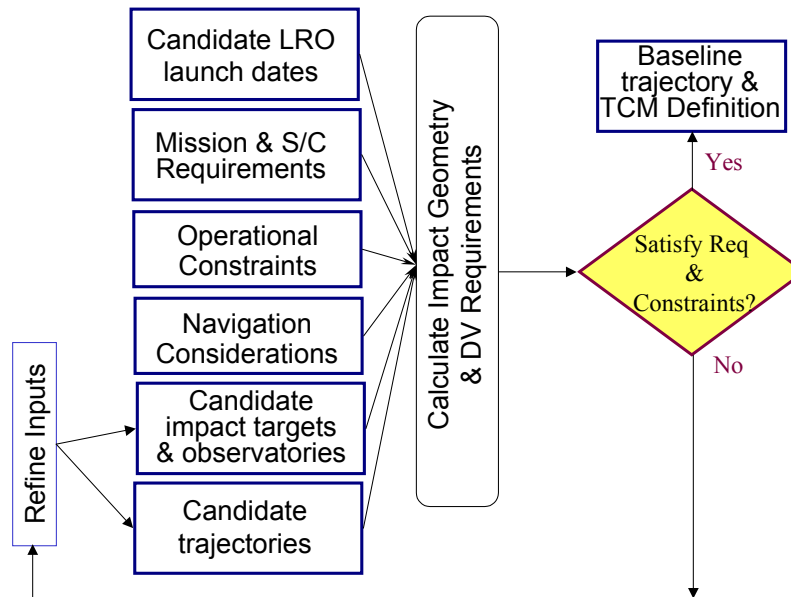 Candidate LRO
launch dates
Mission & S/C
Requirements
Operational
Constraints
Navigation
Considerations
Candidate
impact targets
& observatories
Candidate
trajectories
Refine Inputs
Calculate Impact Geometry
& DV Requirements
Baseline
trajectory &
TCM Definition
Yes
Satisfy Req
&
Constraints?
No